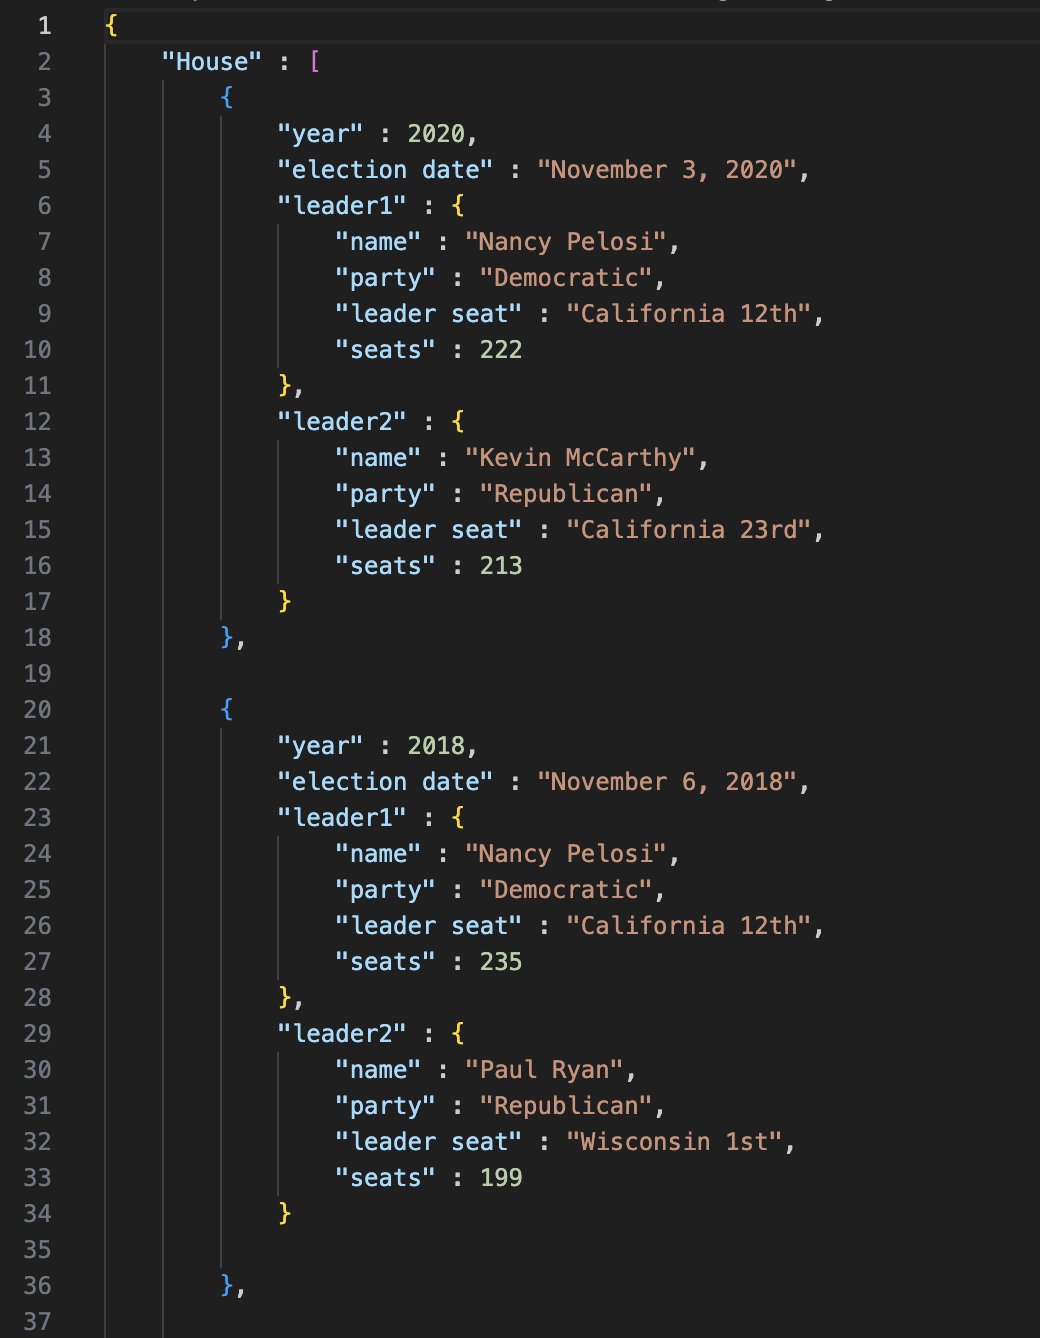 1 {
2 "House" : [
3 {
4 "year" : 2020,
5 "election date" : "November 3, 2020",
6 "leader1" : {
7 "name" : "Nancy Pelosi",
8 "party" : "Democratic",
9 "leader seat" : "California 12th",
10 "seats" : 222
11 },
12 "leader2" : {
13 "name" : "Kevin McCarthy",
14 "party" : "Republican",
15 "leader seat" : "California 23rd",
16 "seats" : 213
17 }
18 },
19
20 {
21 "year" : 2018,
22 "election date" : "November 6, 2018",
23 "leader1" : {
24 "name" : "Nancy Pelosi",
25 "party" : "Democratic",
26 "leader seat" : "California 12th",
27 "seats" : 235
28 },
29 "leader2" : {
30 "name" : "Paul Ryan",
31 "party" : "Republican",
32 "leader seat" : "Wisconsin 1st",
33 "seats" : 199
34 }
35
36 },
37